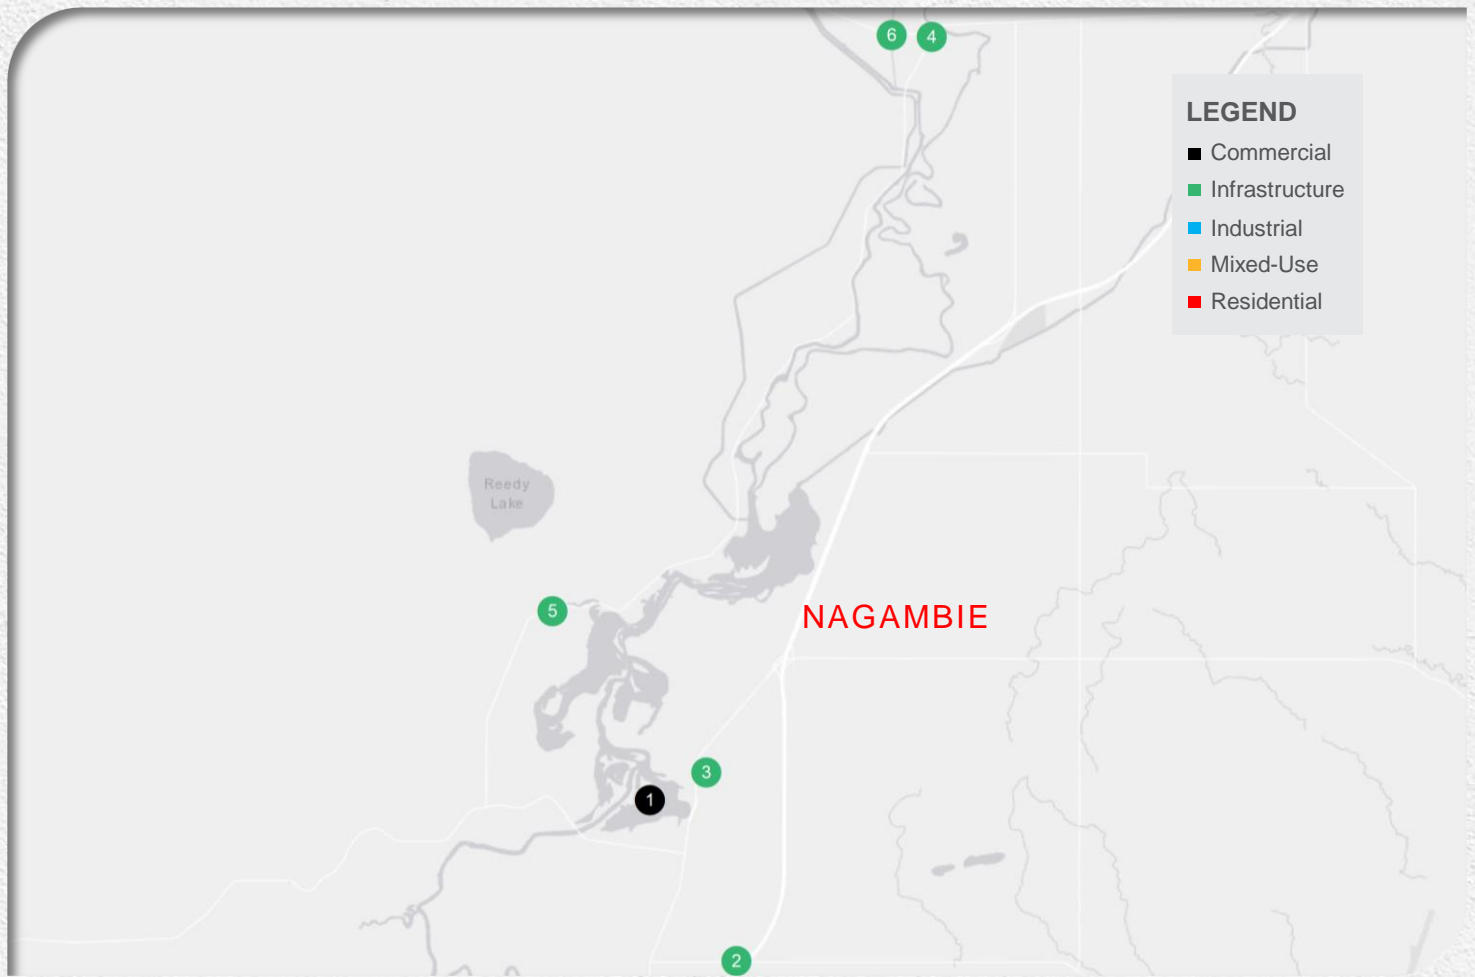 6
4
LEGEND
Commercial
Infrastructure
Industrial
Mixed-Use
Residential
Reedy
Lake
5
NAGAMBIE
3
1
2